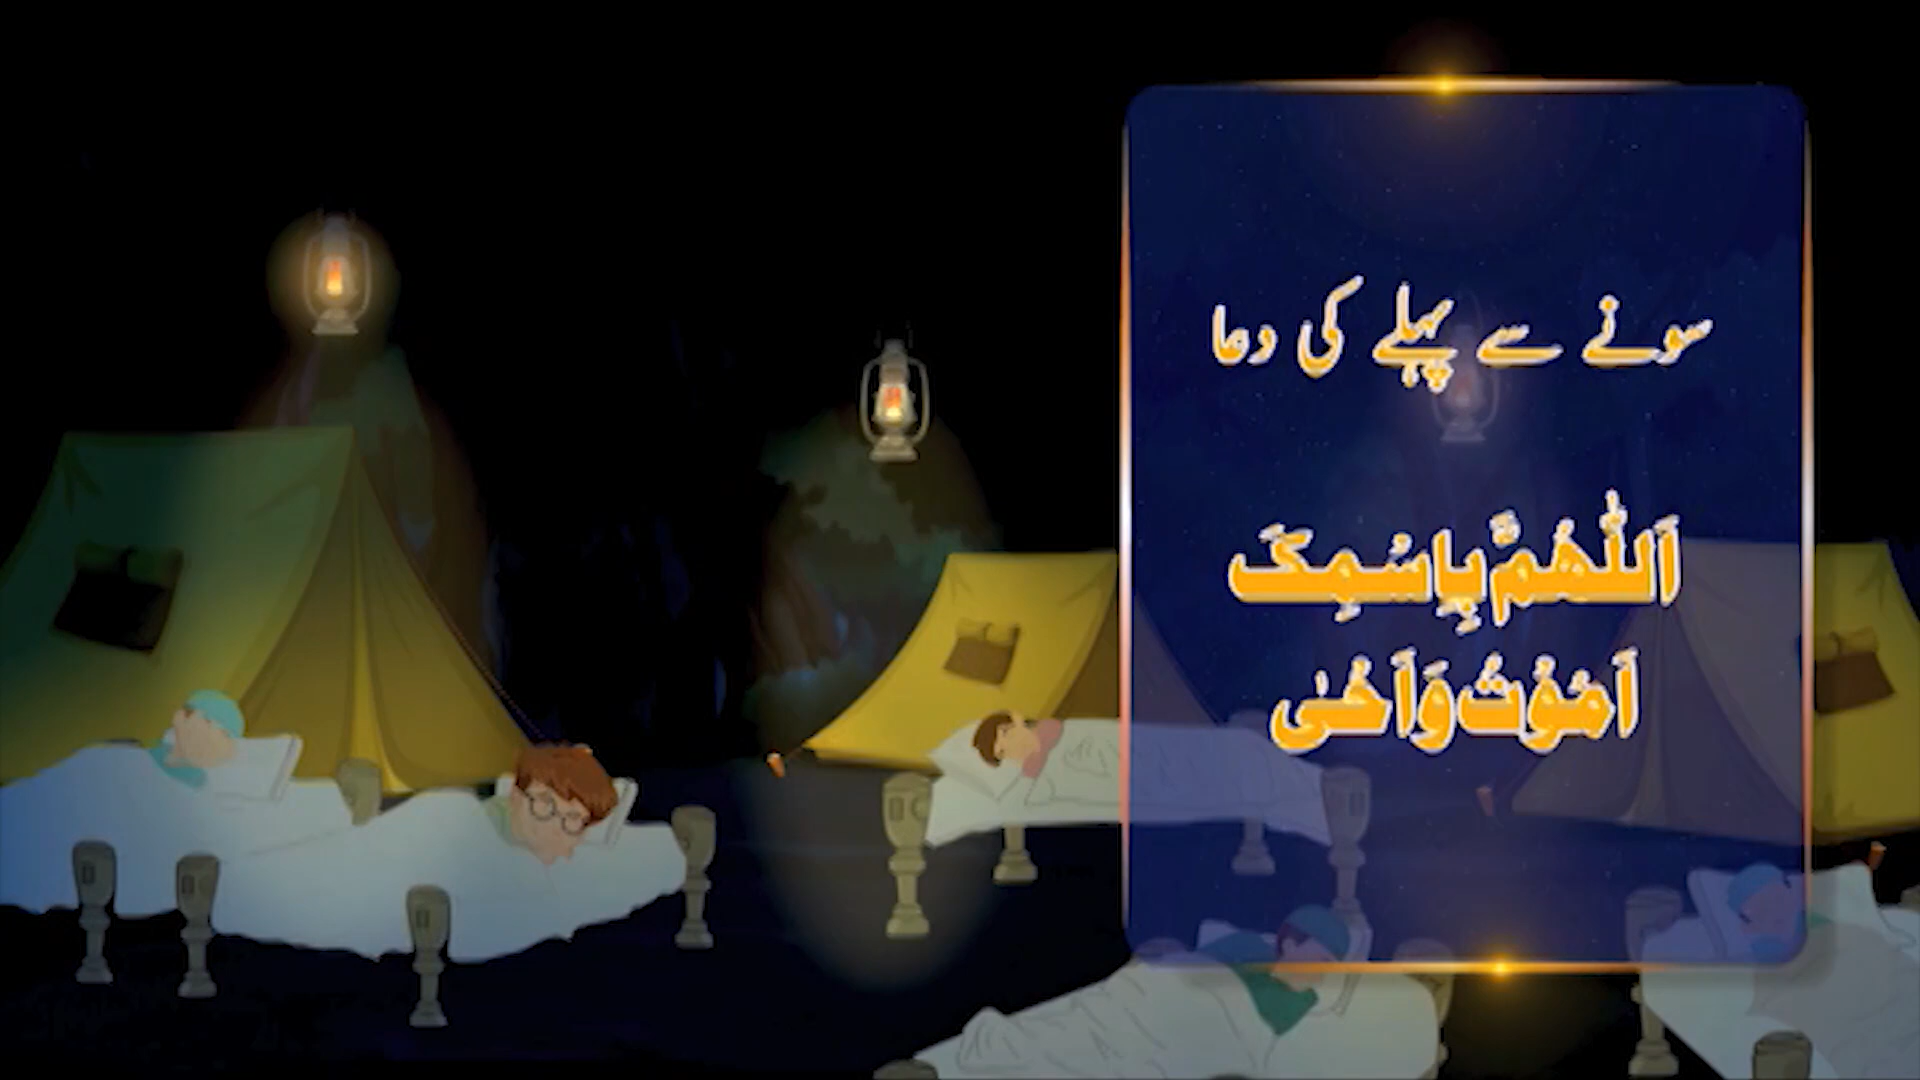 سونے سے پہلے کی دعا
اَللّٰهُمَّ بِاسْمِکَ
اَمُوْتُ وَاَحْیٰ